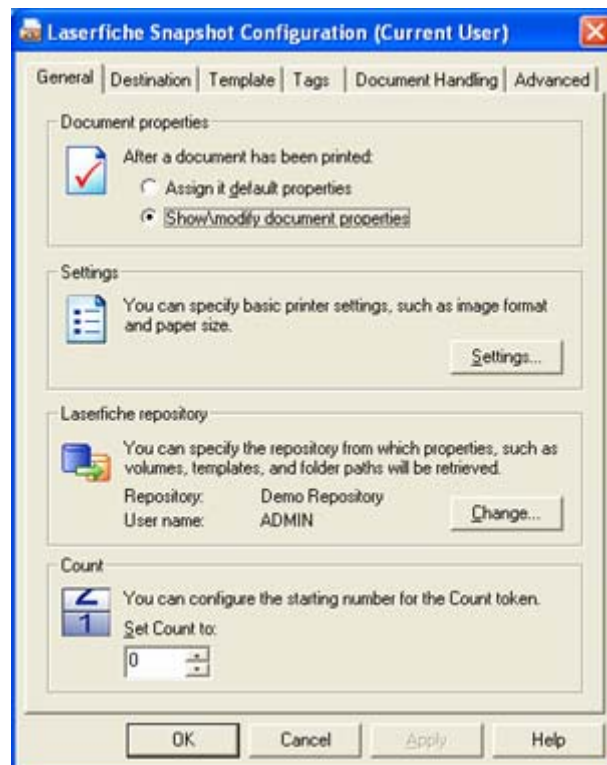 Laserfiche Snapshot Configuration (Current User)
General Destination Template Tags Document Handling Advanced
Document properties
After a document has been printed:
Assign it default properties
Show\modify document properties
Settings
You can specify basic printer settings, such as image format
and paper size.
Settings...
Laserfiche repository
You can specify the repository from which properties, such as
volumes, templates, and folder paths will be retrieved.
Repository: Demo Repository
User name: ADMIN
Change...
Count
2
1
You can configure the starting number for the Count token.
Set Count to:
0
OK Cancel Apply Help